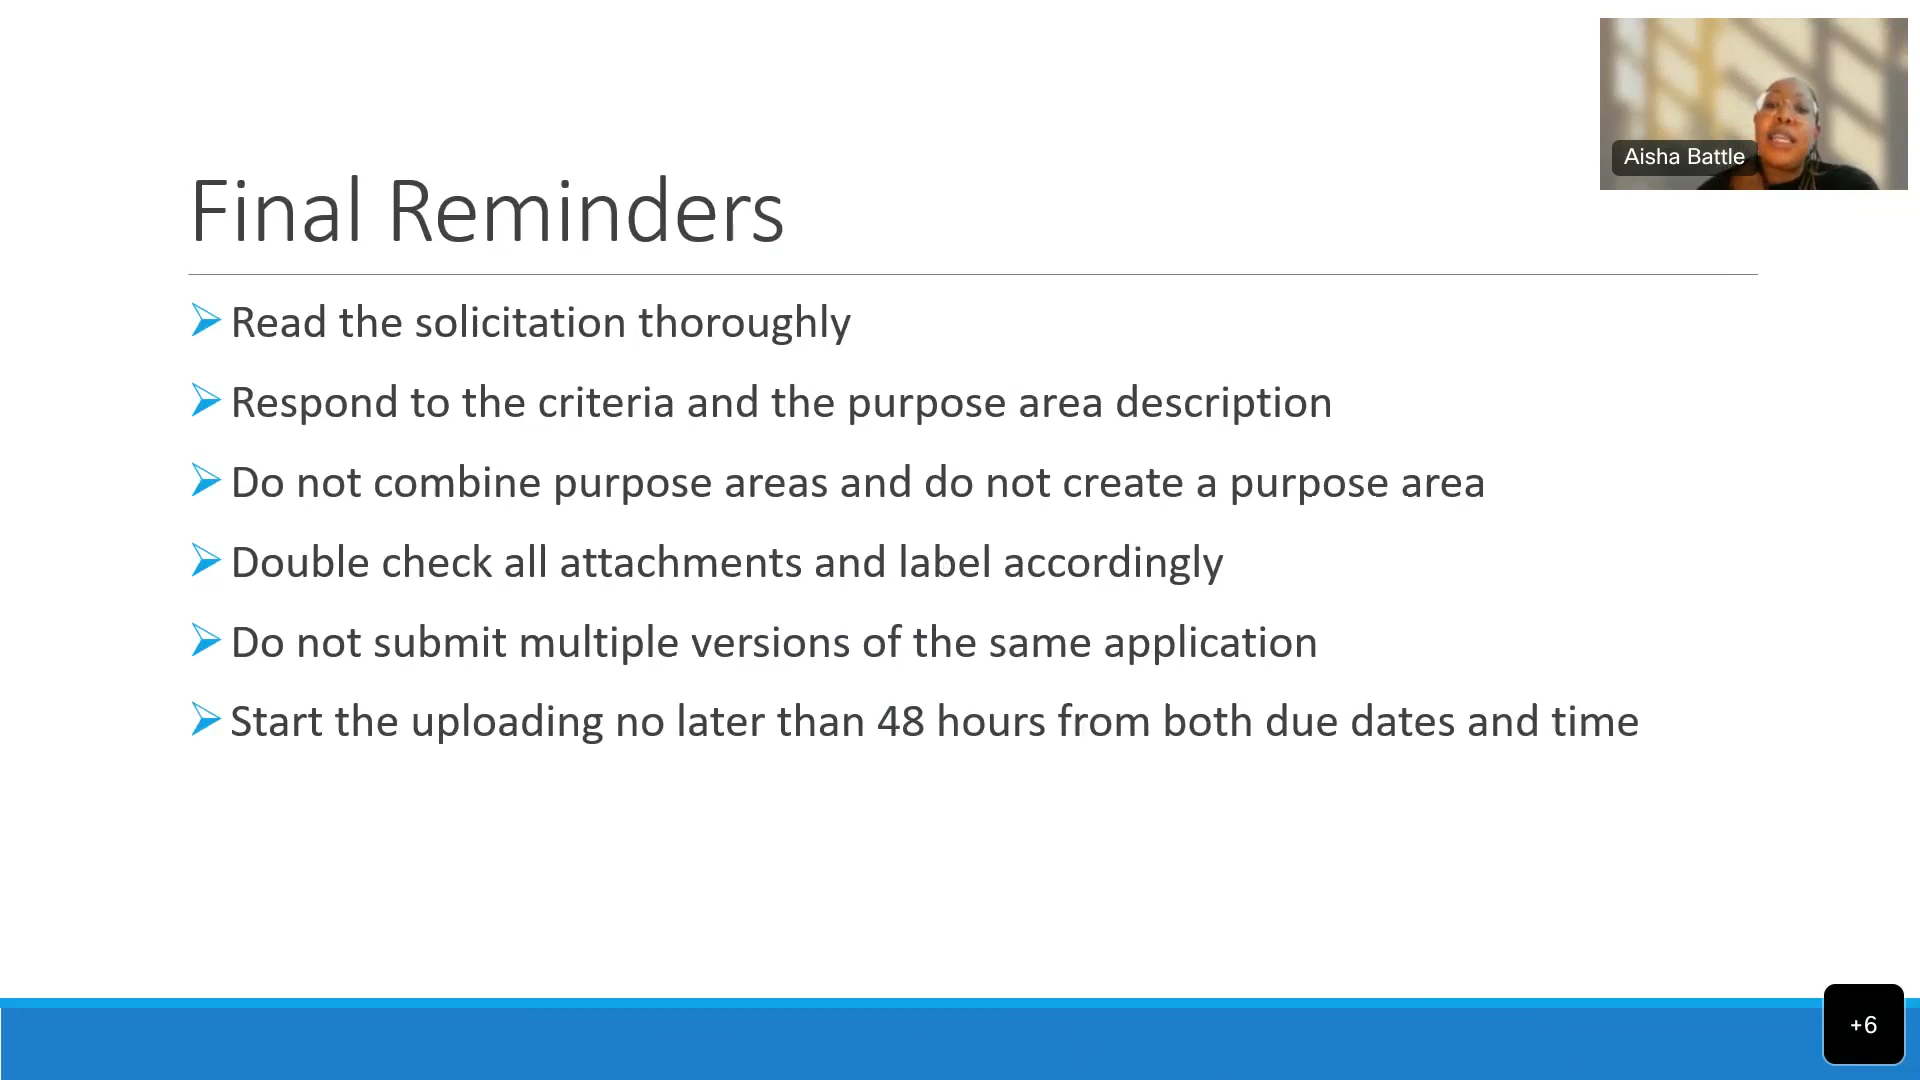 Aisha Battle
Final Reminders
Read the solicitation thoroughly
Respond to the criteria and the purpose area description
Do not combine purpose areas and do not create a purpose area
Double check all attachments and label accordingly
Do not submit multiple versions of the same application
Start the uploading no later than 48 hours from both due dates and time
+6